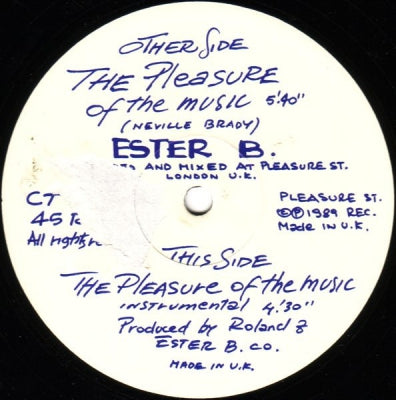 OTHER SIDE
THE Pleasure
of the music 5'40"
(NEVILLE BRADY)
ESTER B.
AND MIXED AT PLEASURE ST.
LONDON U.K.
CT
45
All rights
PLEASURE ST.
©℗ 1989 REC.
Made in U.K.
THIS SIDE
THE PLeasure of the music
instrumental 4'.30"
Produced by Roland
ESTER B. CO.
MADE IN U.K.